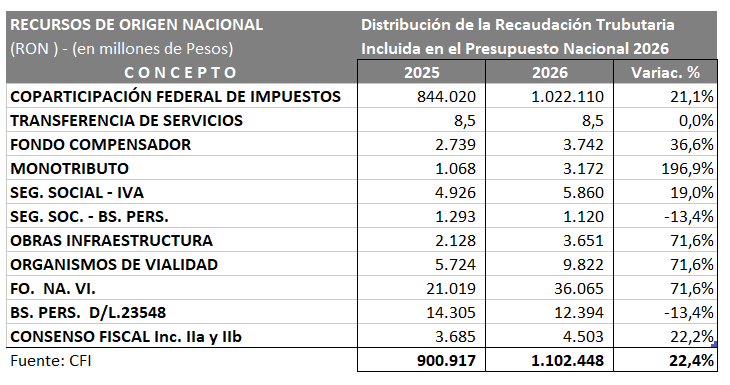 RECURSOS DE ORIGEN NACIONAL Distribución de la Recaudación Trubutaria
(RON ) - (en millones de Pesos) Incluida en el Presupuesto Nacional 2026
C O N C E P T O 2025 2026 Variac. %
COPARTICIPACIÓN FEDERAL DE IMPUESTOS 844.020 1.022.110 21,1%
TRANSFERENCIA DE SERVICIOS 8,5 8,5 0,0%
FONDO COMPENSADOR 2.739 3.742 36,6%
MONOTRIBUTO 1.068 3.172 196,9%
SEG. SOCIAL - IVA 4.926 5.860 19,0%
SEG. SOC. - BS. PERS. 1.293 1.120 -13,4%
OBRAS INFRAESTRUCTURA 2.128 3.651 71,6%
ORGANISMOS DE VIALIDAD 5.724 9.822 71,6%
FO. NA. VI. 21.019 36.065 71,6%
BS. PERS. D/L.23548 14.305 12.394 -13,4%
CONSENSO FISCAL Inc. IIa y IIb 3.685 4.503 22,2%
Fuente: CFI 900.917 1.102.448 22,4%